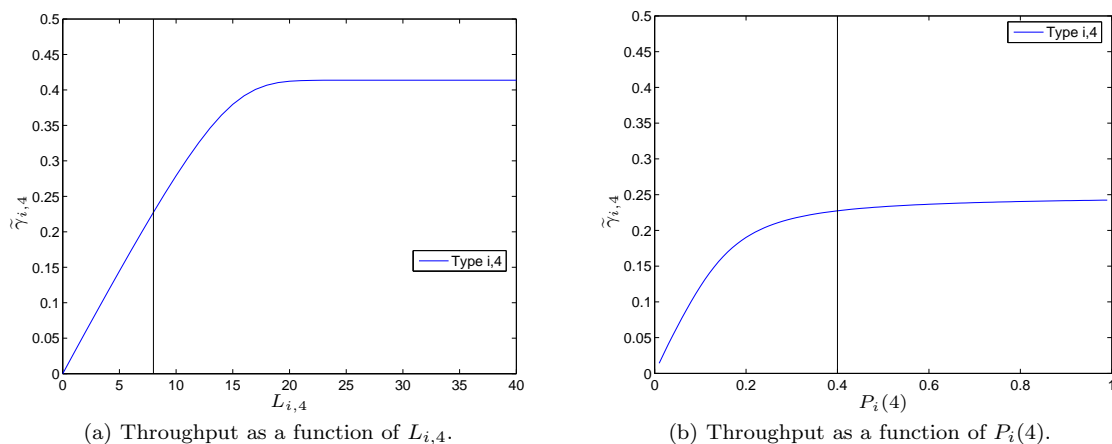 0.5
0.45
0.4
0.35
0.3
0.25
0.2
0.15
0.1
0.05
0
γ̃_{i,4}
Type i,4
0 5 10 15 20 25 30 35 40
L_{i,4}
(a) Throughput as a function of L_{i,4}.
0.5
0.45
0.4
0.35
0.3
0.25
0.2
0.15
0.1
0.05
0
γ̃_{i,4}
Type i,4
0 0.2 0.4 0.6 0.8 1
P_i(4)
(b) Throughput as a function of P_i(4).